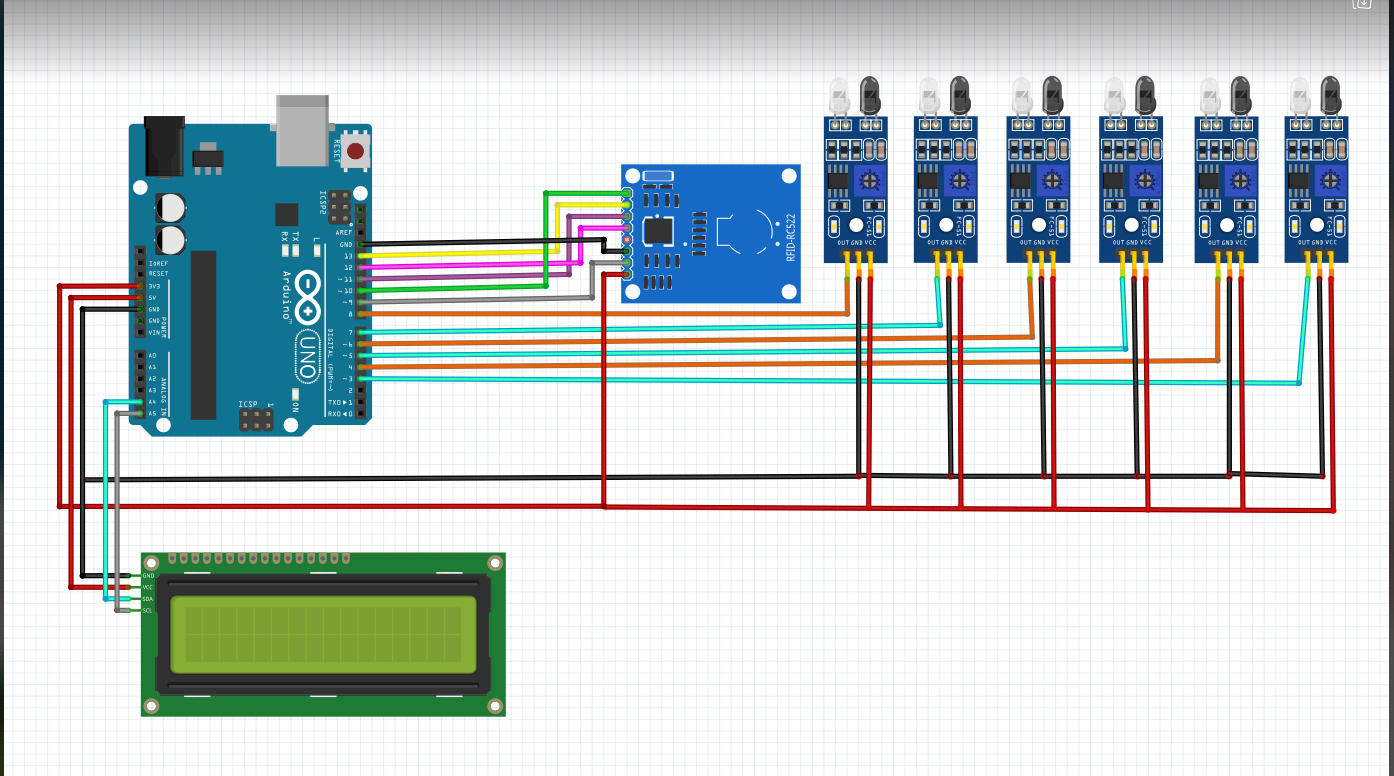 RESET
ICSP2
AREF
GND
13
12
~11
~10
~9
8
7
~6
~5
4
~3
2
TXO►1
RXO◄0
DIGITAL (PWM=~)
L
TX
RX
Arduino™
UNO
ON
ICSP
1
IOREF
RESET
3V3
5V
GND
GND
VIN
POWER
A0
A1
A2
A3
A4
A5
ANALOG IN
RFID-RC522
OUT GND VCC
FC-51
OUT GND VCC
FC-51
OUT GND VCC
FC-51
OUT GND VCC
FC-51
OUT GND VCC
FC-51
OUT GND VCC
FC-51
GND
VCC
SDA
SCL